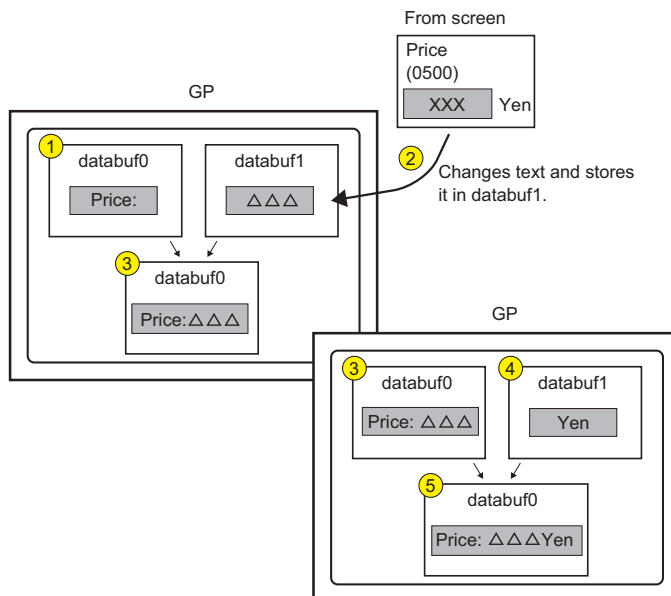 From screen
Price
(0500)
XXX Yen
GP
1
databuf0
databuf1
Price:
△△△
2
Changes text and stores
it in databuf1.
3
databuf0
Price:△△△
GP
3
databuf0
4
databuf1
Price: △△△
Yen
5
databuf0
Price: △△△Yen